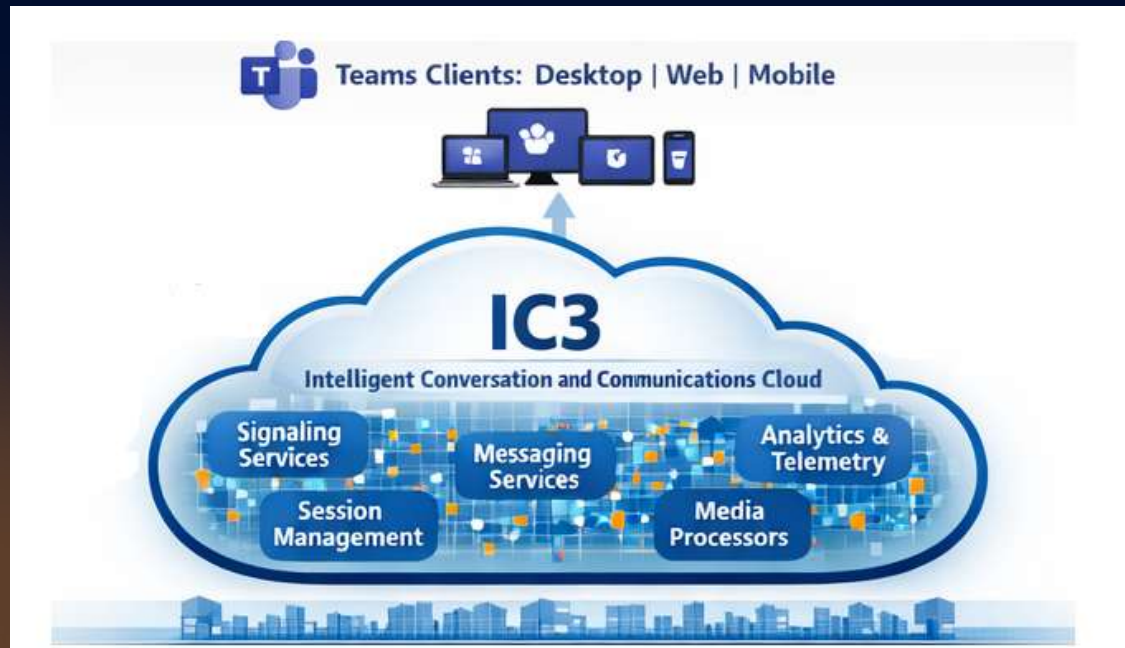 T
Teams Clients: Desktop | Web | Mobile
IC3
Intelligent Conversation and Communications Cloud
Signaling
Services
Messaging
Services
Analytics &
Telemetry
Session
Management
Media
Processors